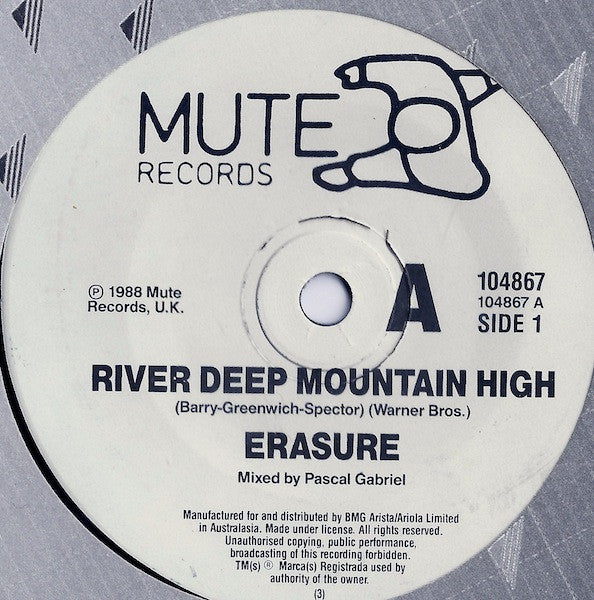 MUTE
RECORDS
℗ 1988 Mute
Records, U.K.
A
104867
104867 A
SIDE 1
RIVER DEEP MOUNTAIN HIGH
(Barry-Greenwich-Spector) (Warner Bros.)
ERASURE
Mixed by Pascal Gabriel
Manufactured for and distributed by BMG Arista/Ariola Limited
in Australasia. Made under license. All rights reserved.
Unauthorised copying, public performance,
broadcasting of this recording forbidden.
TM(s) ® Marca(s) Registrada used by
authority of the owner.
(3)